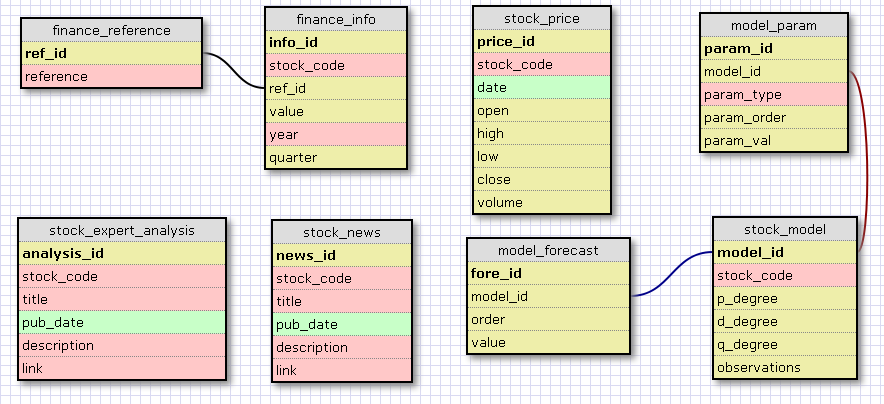 finance_reference
ref_id
reference
finance_info
info_id
stock_code
ref_id
value
year
quarter
stock_price
price_id
stock_code
date
open
high
low
close
volume
model_param
param_id
model_id
param_type
param_order
param_val
stock_expert_analysis
analysis_id
stock_code
title
pub_date
description
link
stock_news
news_id
stock_code
title
pub_date
description
link
model_forecast
fore_id
model_id
order
value
stock_model
model_id
stock_code
p_degree
d_degree
q_degree
observations